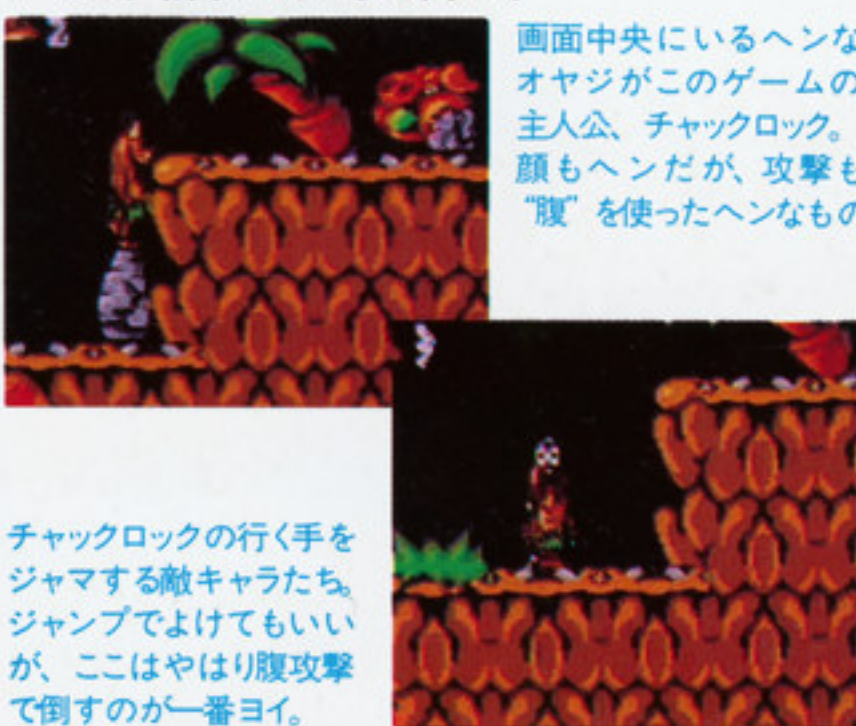 画面中央にいるヘンな
オヤジがこのゲームの
主人公、チャックロック。
顔もヘンだが、攻撃も
“腹”を使ったヘンなもの
チャックロックの行く手を
ジャマする敵キャラたち。
ジャンプでよけてもいい
が、ここはやはり腹攻撃
で倒すのが一番ヨイ。